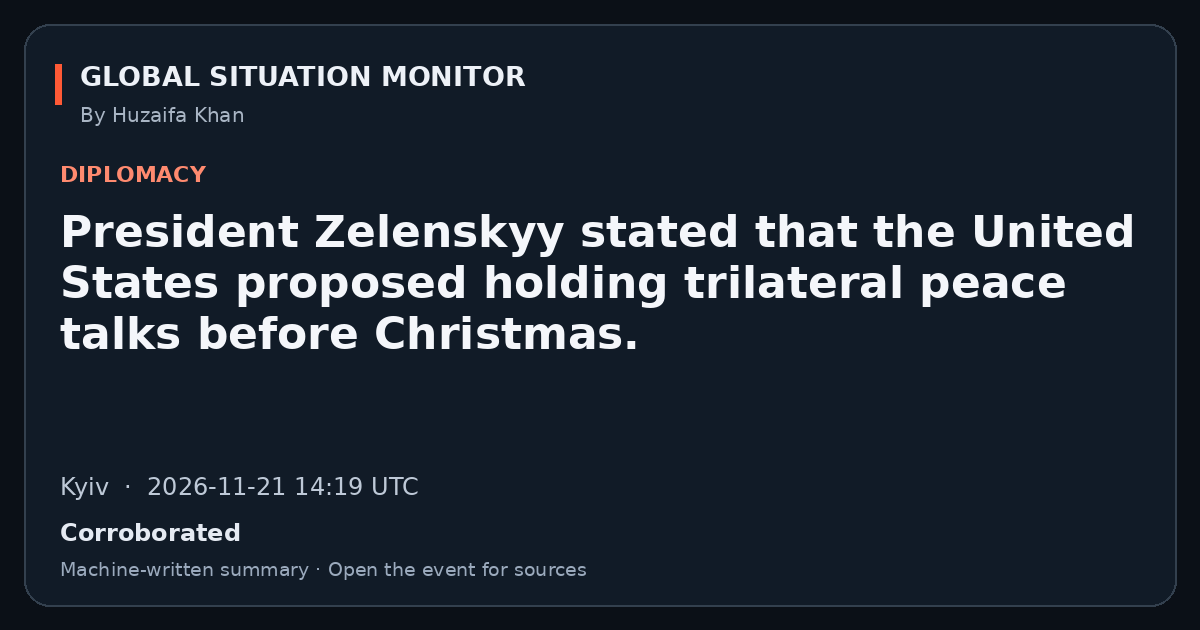 GLOBAL SITUATION MONITOR
By Huzaifa Khan
DIPLOMACY
President Zelenskyy stated that the United
States proposed holding trilateral peace
talks before Christmas.
Kyiv · 2026-11-21 14:19 UTC
Corroborated
Machine-written summary · Open the event for sources